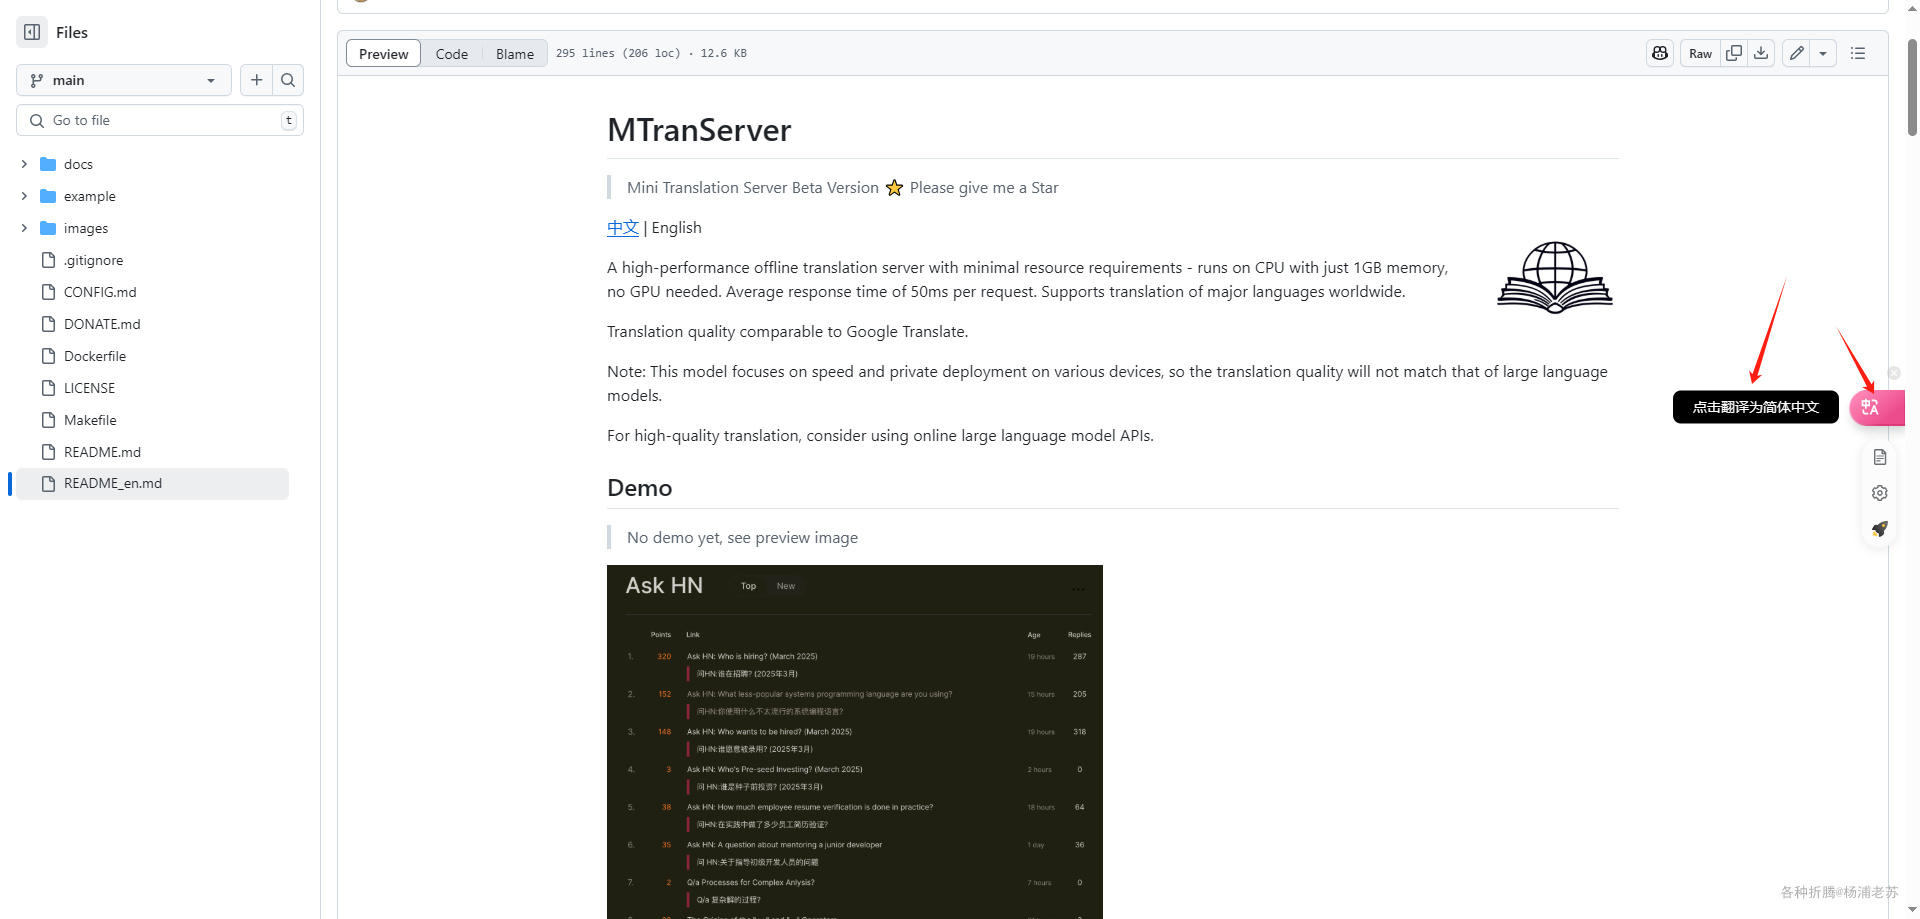 Files
main
Go to file
t
docs
example
images
.gitignore
CONFIG.md
DONATE.md
Dockerfile
LICENSE
Makefile
README.md
README_en.md
Preview Code Blame 295 lines (206 loc) · 12.6 KB
Raw
MTranServer
Mini Translation Server Beta Version ⭐ Please give me a Star
中文 | English
A high-performance offline translation server with minimal resource requirements - runs on CPU with just 1GB memory,
no GPU needed. Average response time of 50ms per request. Supports translation of major languages worldwide.
Translation quality comparable to Google Translate.
Note: This model focuses on speed and private deployment on various devices, so the translation quality will not match that of large language
models.
For high-quality translation, consider using online large language model APIs.
点击翻译为简体中文
Demo
No demo yet, see preview image
Ask HN Top New ...
Points Link Age Replies
1. 320 Ask HN: Who is hiring? (March 2025) 19 hours 287
问HN:谁在招聘? (2025年3月)
2. 152 Ask HN: What less-popular systems programming language are you using? 15 hours 205
问HN:你使用什么不太流行的系统编程语言?
3. 148 Ask HN: Who wants to be hired? (March 2025) 19 hours 318
问HN:谁愿意被录用? (2025年3月)
4. 3 Ask HN: Who's Pre-seed Investing? (March 2025) 2 hours 0
问 HN:谁是种子前投资? (2025年3月)
5. 38 Ask HN: How much employee resume verification is done in practice? 18 hours 64
问HN:在实践中做了多少员工简历验证?
6. 35 Ask HN: A question about mentoring a junior developer 1 day 36
问 HN:关于指导初级开发人员的问题
7. 2 Q/a Processes for Complex Anlysis? 7 hours 0
Q/a 复杂解的过程?
各种折腾@杨浦老苏